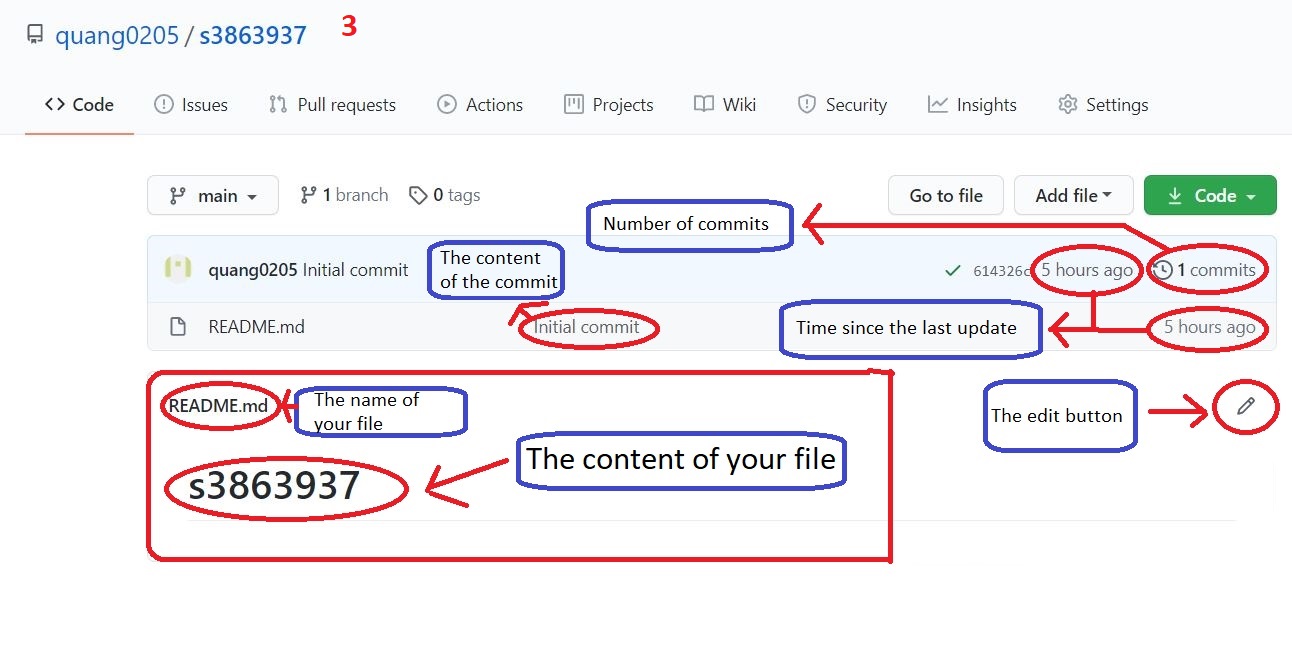 quang0205 / s3863937 3
Code Issues Pull requests Actions Projects Wiki Security Insights Settings
main 1 branch 0 tags Go to file Add file Code
Number of commits
quang0205 Initial commit
The content
of the commit
614326c 5 hours ago 1 commits
README.md Initial commit
Time since the last update
5 hours ago
README.md
The name of
your file
The edit button
s3863937
The content of your file